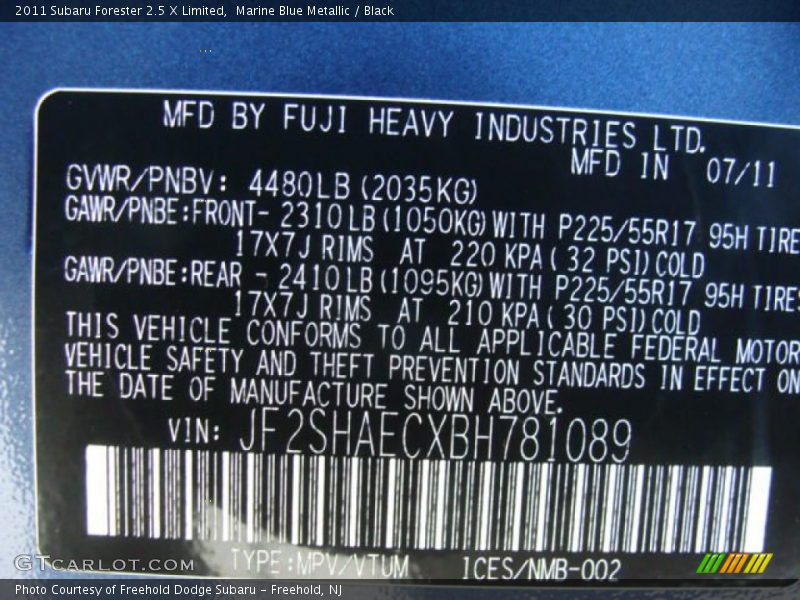 2011 Subaru Forester 2.5 X Limited,  Marine Blue Metallic / Black
MFD BY FUJI HEAVY INDUSTRIES LTD.
MFD IN 07/11
GVWR/PNBV: 4480LB(2035KG)
GAWR/PNBE:FRONT- 2310LB(1050KG)WITH P225/55R17 95H TIRE
17X7J RIMS AT 220 KPA( 32 PSI)COLD
GAWR/PNBE:REAR - 2410LB(1095KG)WITH P225/55R17 95H TIRES
17X7J RIMS AT 210 KPA( 30 PSI)COLD
THIS VEHICLE CONFORMS TO ALL APPLICABLE FEDERAL MOTOR
VEHICLE SAFETY AND THEFT PREVENTION STANDARDS IN EFFECT ON
THE DATE OF MANUFACTURE SHOWN ABOVE.
VIN: JF2SHAECXBH781089
TYPE:MPV/VTUM ICES/NMB-002
GTcarlot.com
Photo Courtesy of Freehold Dodge Subaru - Freehold, NJ